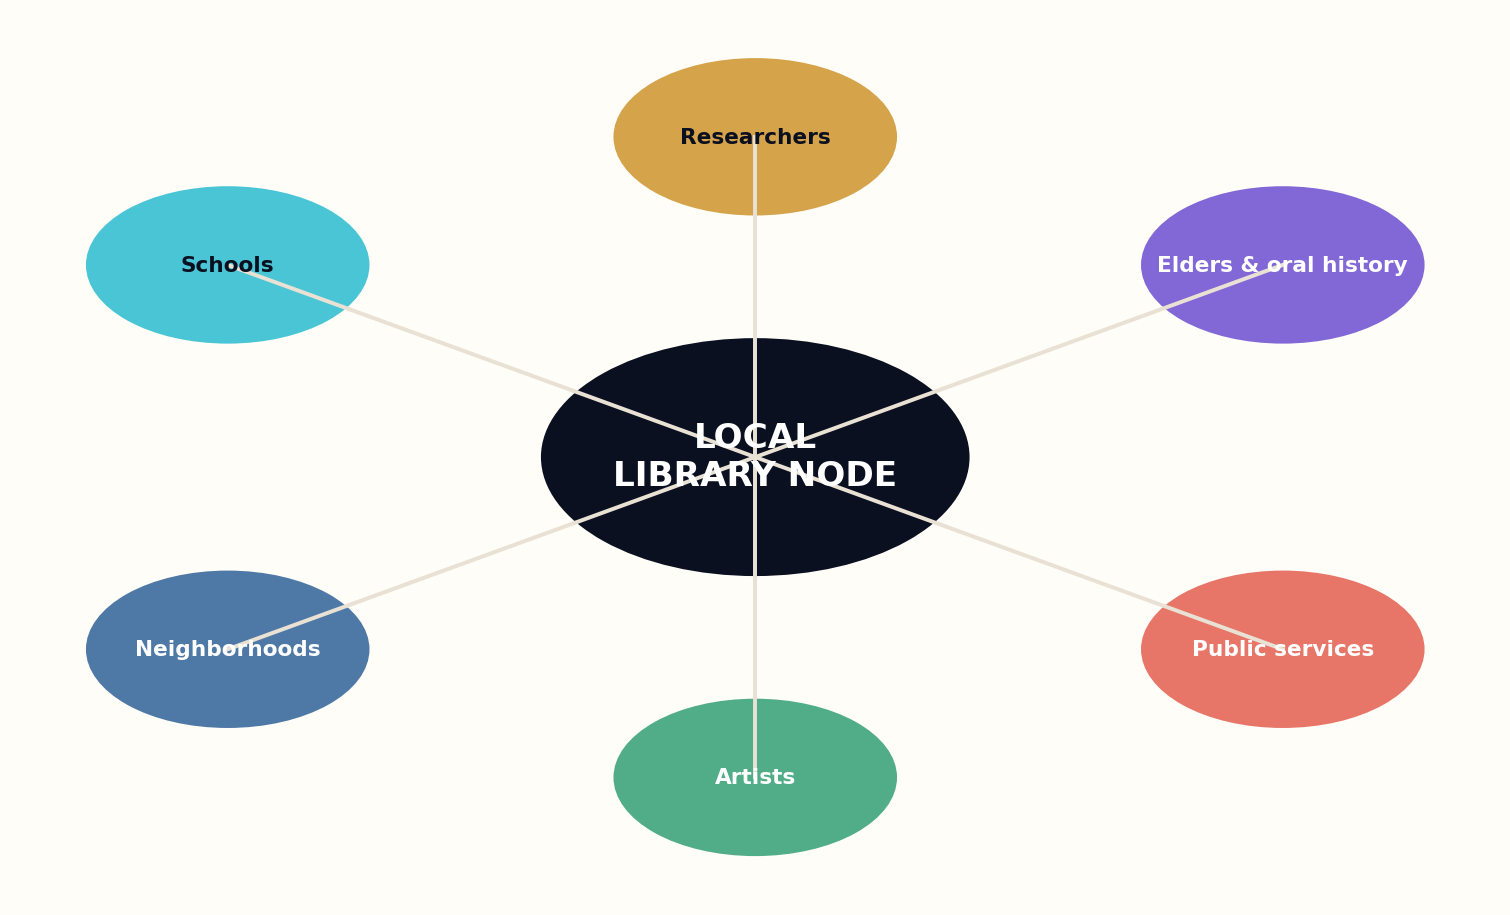 Researchers
Schools
Elders & oral history
LOCAL
LIBRARY NODE
Neighborhoods
Public services
Artists